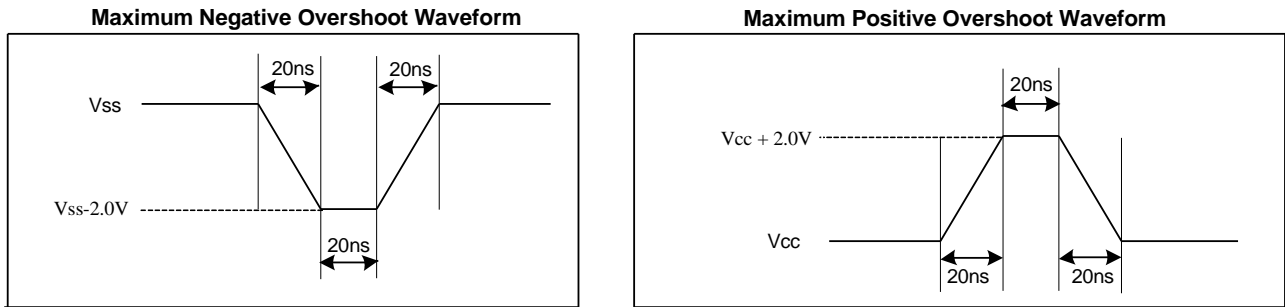 Maximum Negative Overshoot Waveform
20ns 20ns
Vss
Vss-2.0V
20ns
Maximum Positive Overshoot Waveform
20ns
Vcc + 2.0V
Vcc
20ns 20ns